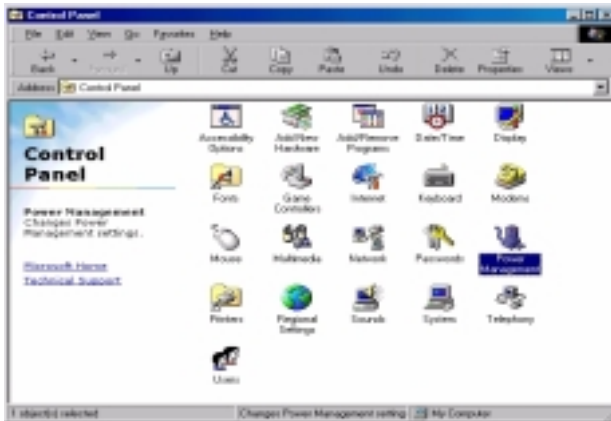 Control Panel
File Edit View Go Favorites Help
Back Forward Up Cut Copy Paste Undo Delete Properties Views
Address Control Panel
Control
Panel
Power Management
Changes Power
Management settings.
Microsoft Home
Technical Support
Accessibility
Options
Add New
Hardware
Add/Remove
Programs
Date/Time
Display
Fonts
Game
Controllers
Internet
Keyboard
Modems
Mouse
Multimedia
Network
Passwords
Power
Management
Printers
Regional
Settings
Sounds
System
Telephony
Users
1 object(s) selected
Changes Power Management setting
My Computer